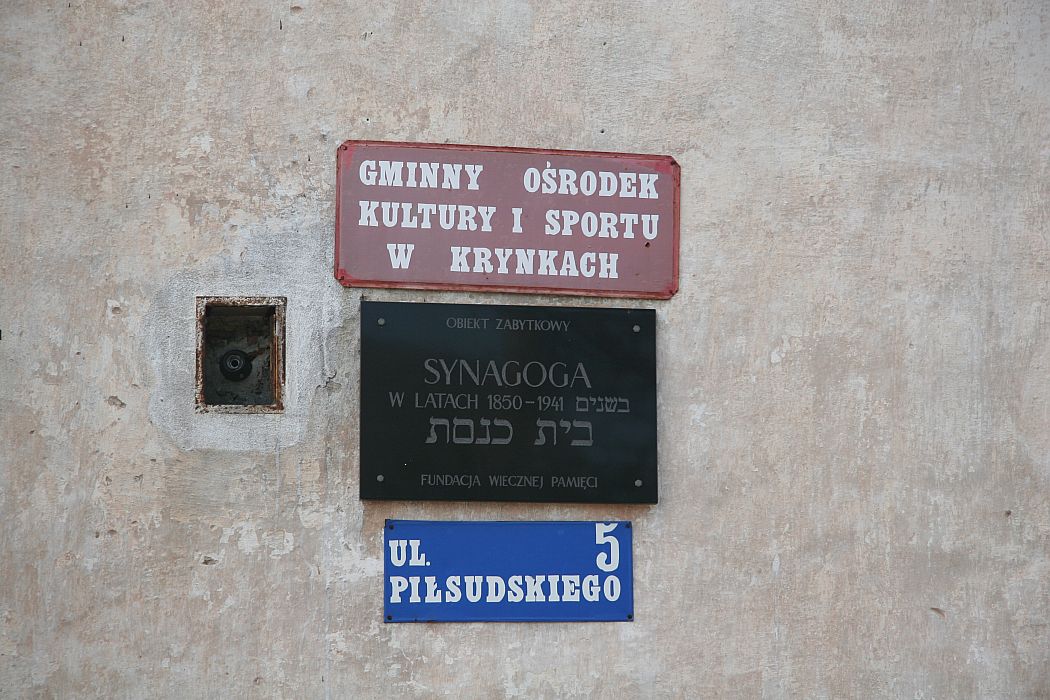 GMINNY OŚRODEK
KULTURY I SPORTU
W KRYNKACH
OBIEKT ZABYTKOWY
SYNAGOGA
W LATACH 1850-1941 בשנים
בית כנסת
FUNDACJA WIECZNEJ PAMIĘCI
UL. 5
PIŁSUDSKIEGO